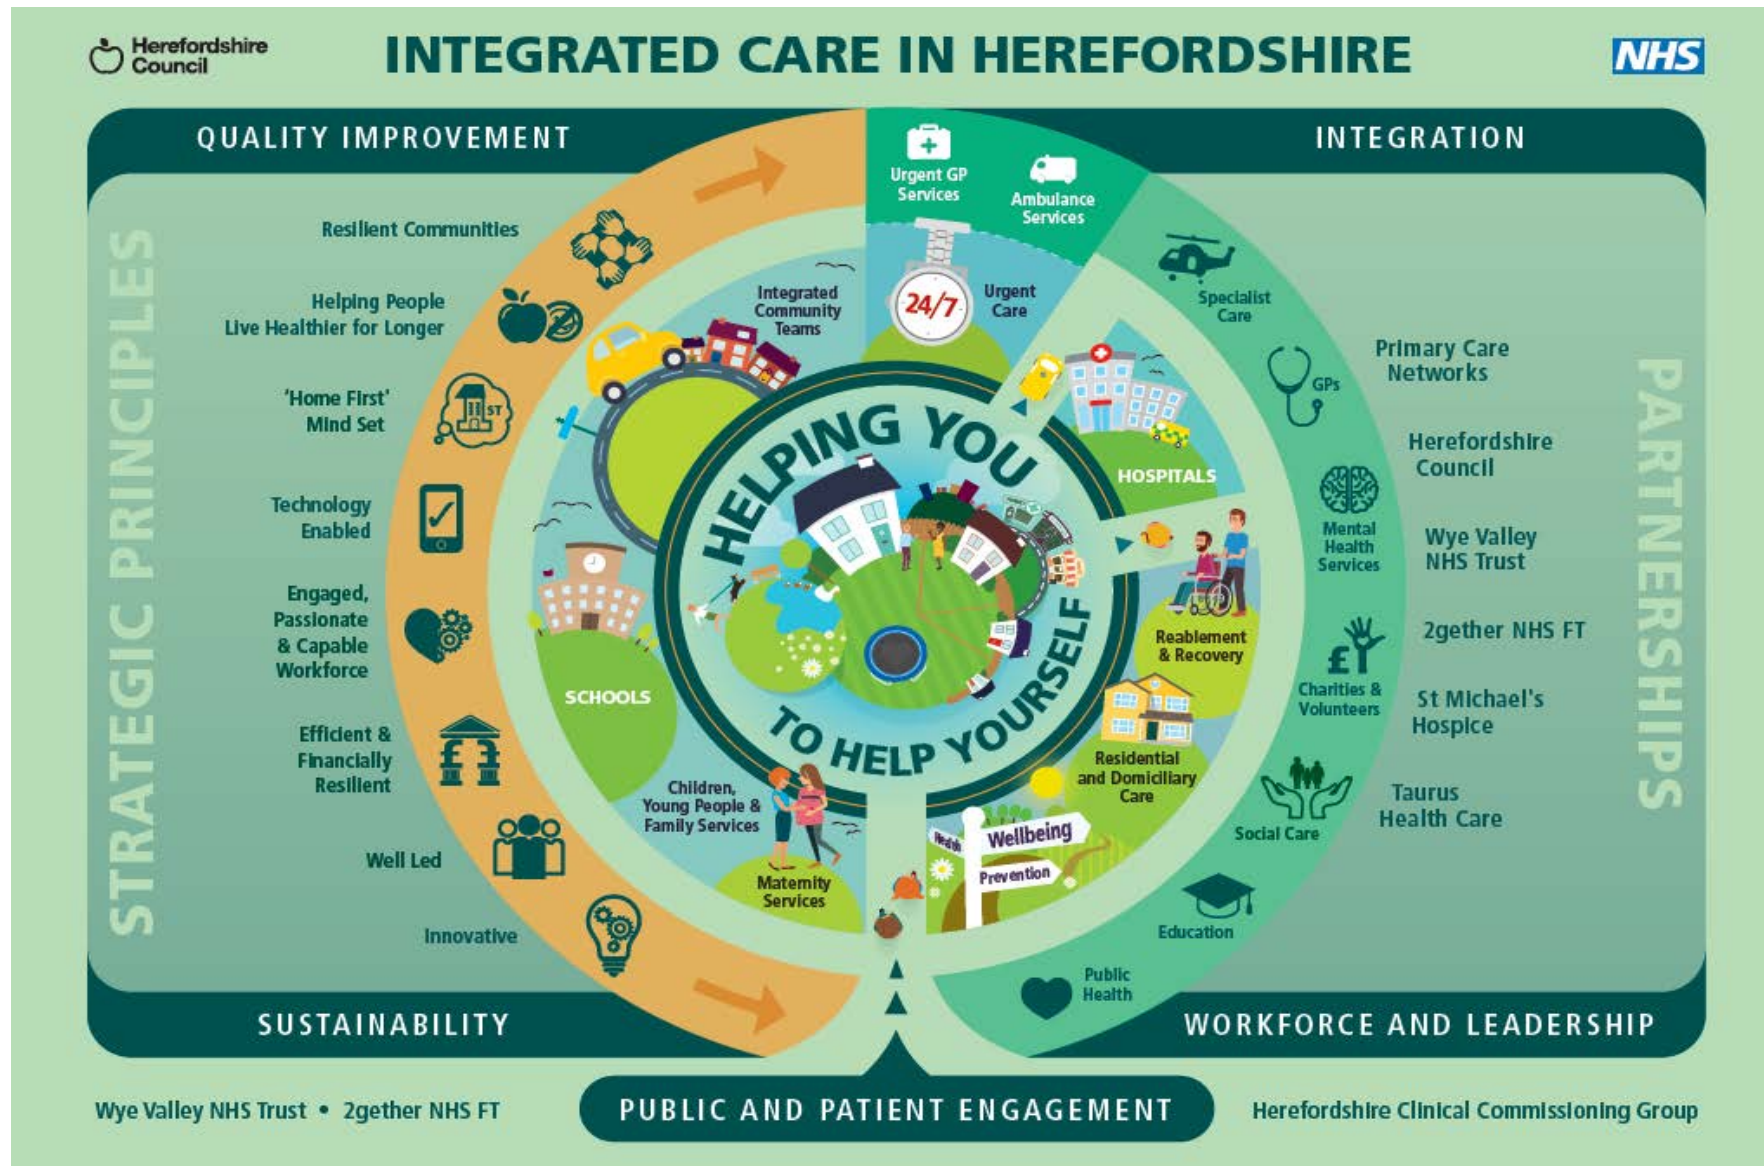 Herefordshire
Council
INTEGRATED CARE IN HEREFORDSHIRE
NHS
QUALITY IMPROVEMENT
INTEGRATION
STRATEGIC PRINCIPLES
Resilient Communities
Helping People
Live Healthier for Longer
'Home First'
Mind Set
1ST
Technology
Enabled
Engaged,
Passionate
& Capable
Workforce
Efficient &
Financially
Resilient
££
Well Led
Innovative
Urgent GP
Services
Ambulance
Services
24/7
Urgent
Care
Integrated
Community
Teams
HOSPITALS
Reablement
& Recovery
Residential
and Domiciliary
Care
Health
Wellbeing
Prevention
Maternity
Services
Children,
Young People &
Family Services
SCHOOLS
HELPING YOU
TO HELP YOURSELF
Specialist
Care
GPs
Mental
Health
Services
£
Charities &
Volunteers
Social Care
Education
Public
Health
Primary Care
Networks
Herefordshire
Council
Wye Valley
NHS Trust
2gether NHS FT
St Michael's
Hospice
Taurus
Health Care
PARTNERSHIPS
SUSTAINABILITY
WORKFORCE AND LEADERSHIP
Wye Valley NHS Trust • 2gether NHS FT
PUBLIC AND PATIENT ENGAGEMENT
Herefordshire Clinical Commissioning Group